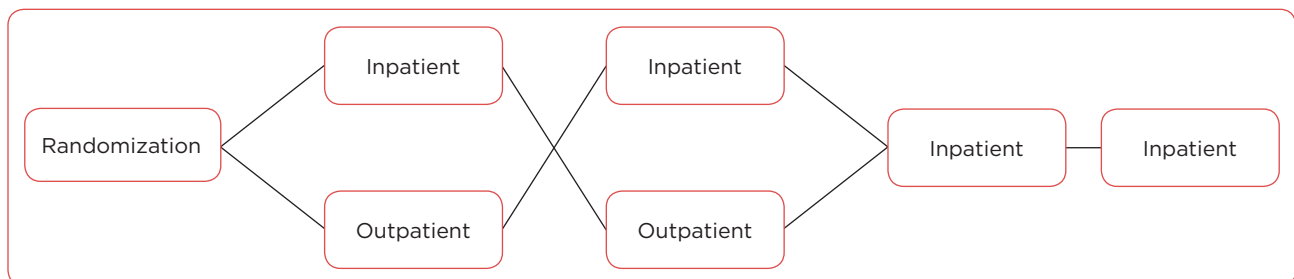 Randomization
Inpatient
Outpatient
Inpatient
Outpatient
Inpatient
Inpatient